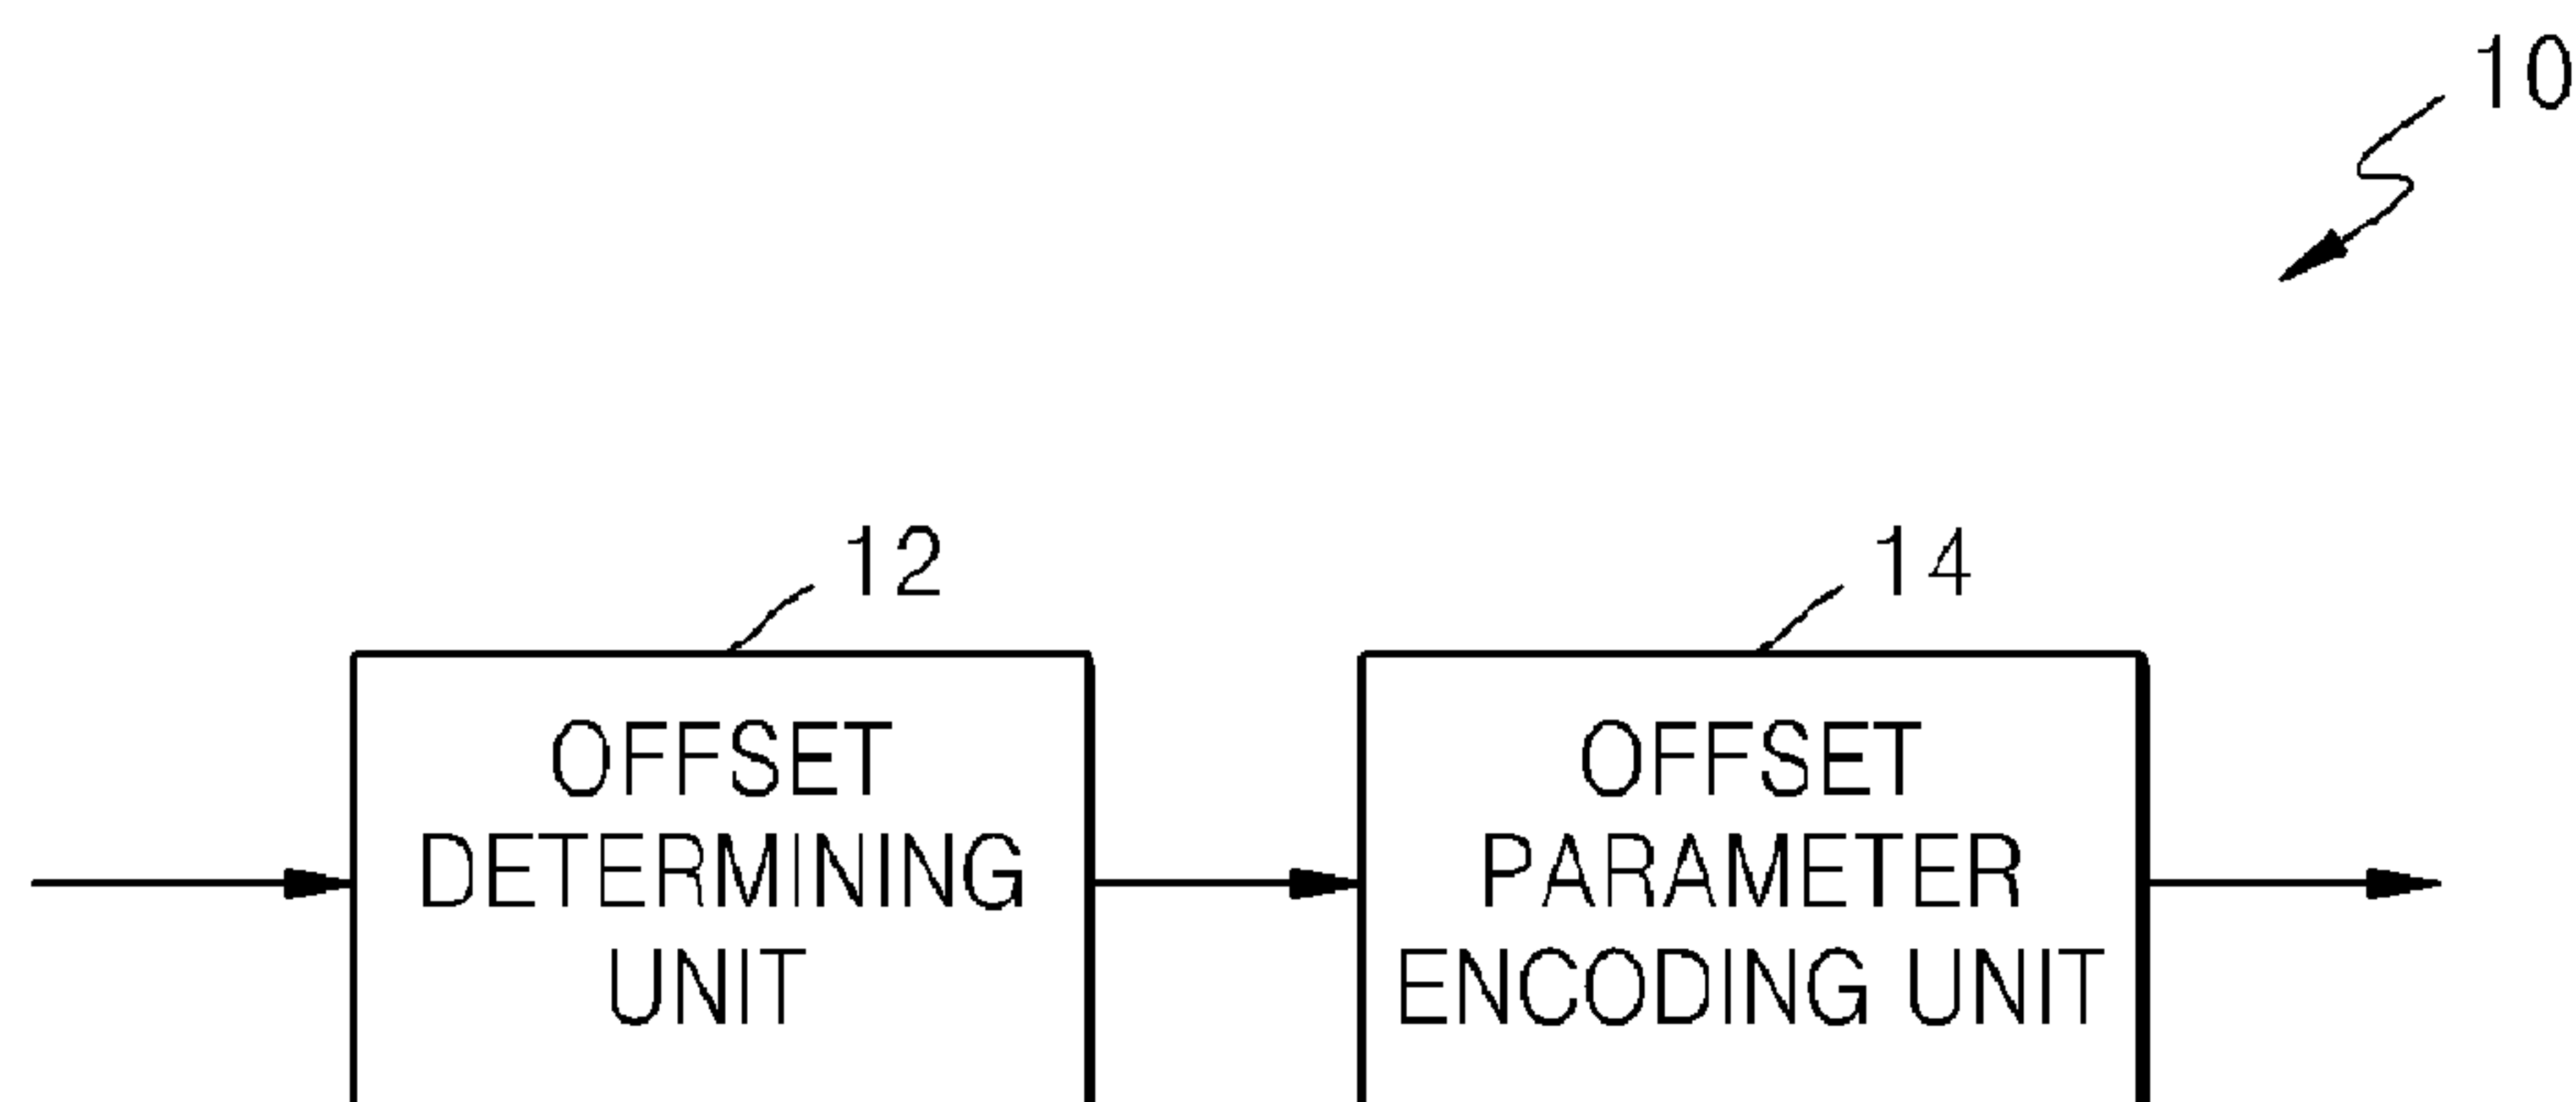 10
12
14
OFFSET
DETERMINING
UNIT
OFFSET
PARAMETER
ENCODING UNIT